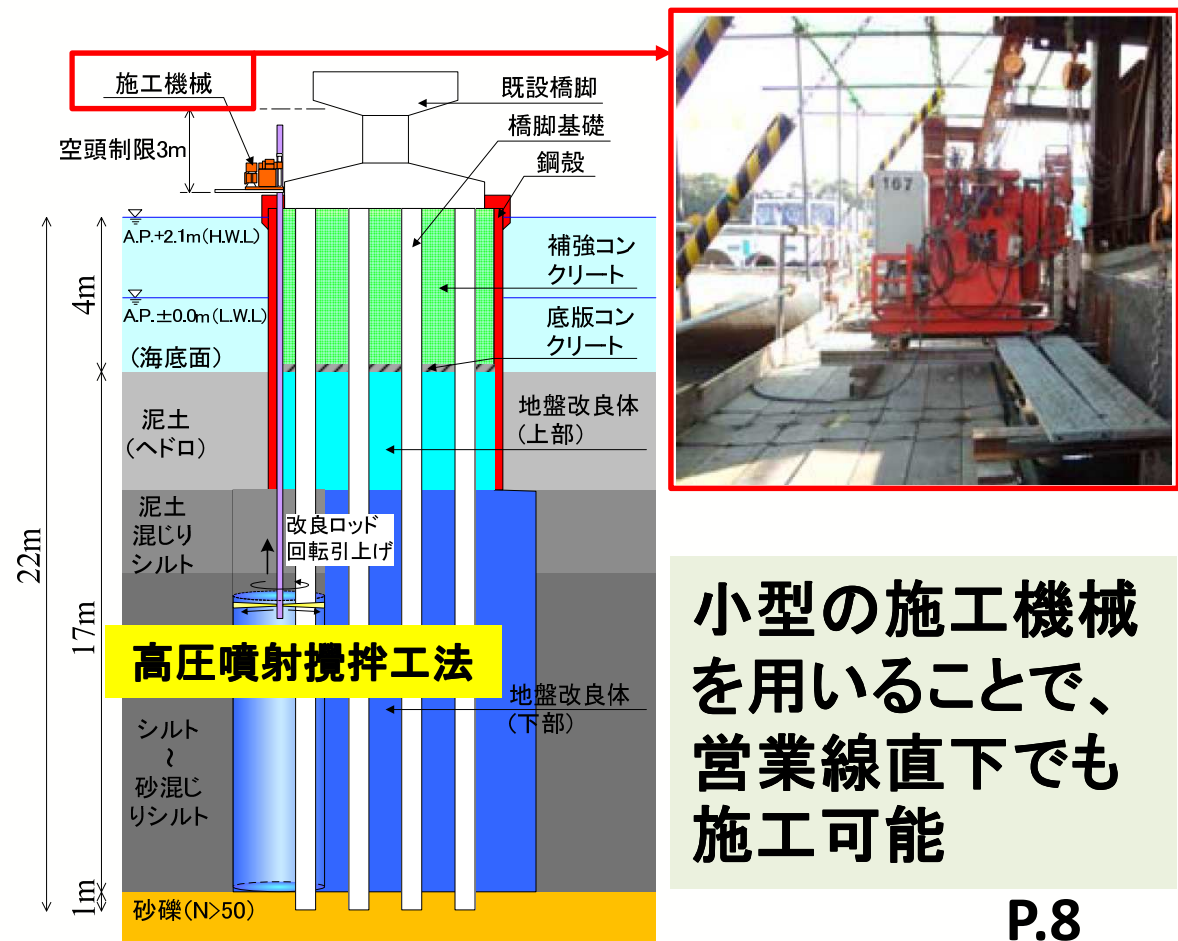 施工機械
空頭制限3m
既設橋脚
橋脚基礎
鋼殻
A.P.+2.1m(H.W.L)
A.P.±0.0m(L.W.L)
(海底面)
補強コン
クリート
底版コン
クリート
泥土
(ヘドロ)
地盤改良体
(上部)
泥土
混じり
シルト
改良ロッド
回転引上げ
高圧噴射攪拌工法
地盤改良体
(下部)
シルト
~
砂混じ
りシルト
砂礫(N>50)
22m
4m
17m
1m
167
小型の施工機械
を用いることで、
営業線直下でも
施工可能
P.8